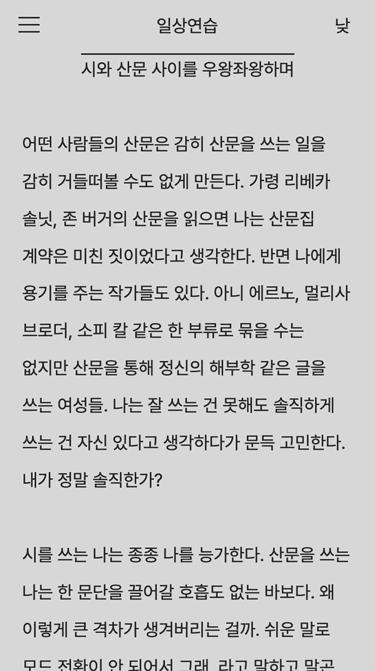 일상연습
낮
시와 산문 사이를 우왕좌왕하며
어떤 사람들의 산문은 감히 산문을 쓰는 일을
감히 거들떠볼 수도 없게 만든다. 가령 리베카
솔닛, 존 버거의 산문을 읽으면 나는 산문집
계약은 미친 짓이었다고 생각한다. 반면 나에게
용기를 주는 작가들도 있다. 아니 에르노, 멀리사
브로더, 소피 칼 같은 한 부류로 묶을 수는
없지만 산문을 통해 정신의 해부학 같은 글을
쓰는 여성들. 나는 잘 쓰는 건 못해도 솔직하게
쓰는 건 자신 있다고 생각하다가 문득 고민한다.
내가 정말 솔직한가?
시를 쓰는 나는 종종 나를 능가한다. 산문을 쓰는
나는 한 문단을 끌어갈 호흡도 없는 바보다. 왜
이렇게 큰 격차가 생겨버리는 걸까. 쉬운 말로
모드 전환이 안 되어서 그래, 라고 말하고 말곤